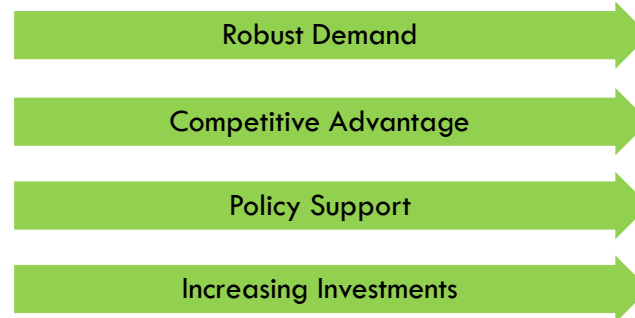 Robust Demand
Competitive Advantage
Policy Support
Increasing Investments